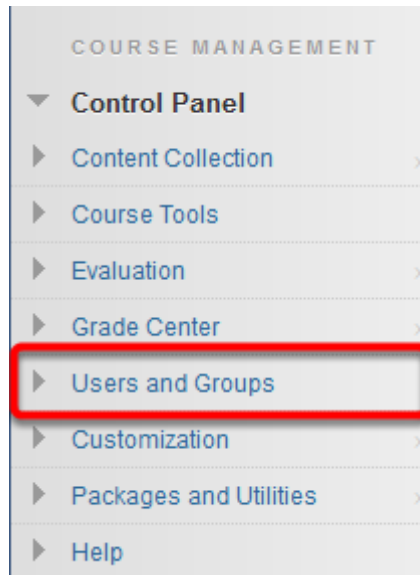 COURSE MANAGEMENT
Control Panel
Content Collection
Course Tools
Evaluation
Grade Center
Users and Groups
Customization
Packages and Utilities
Help